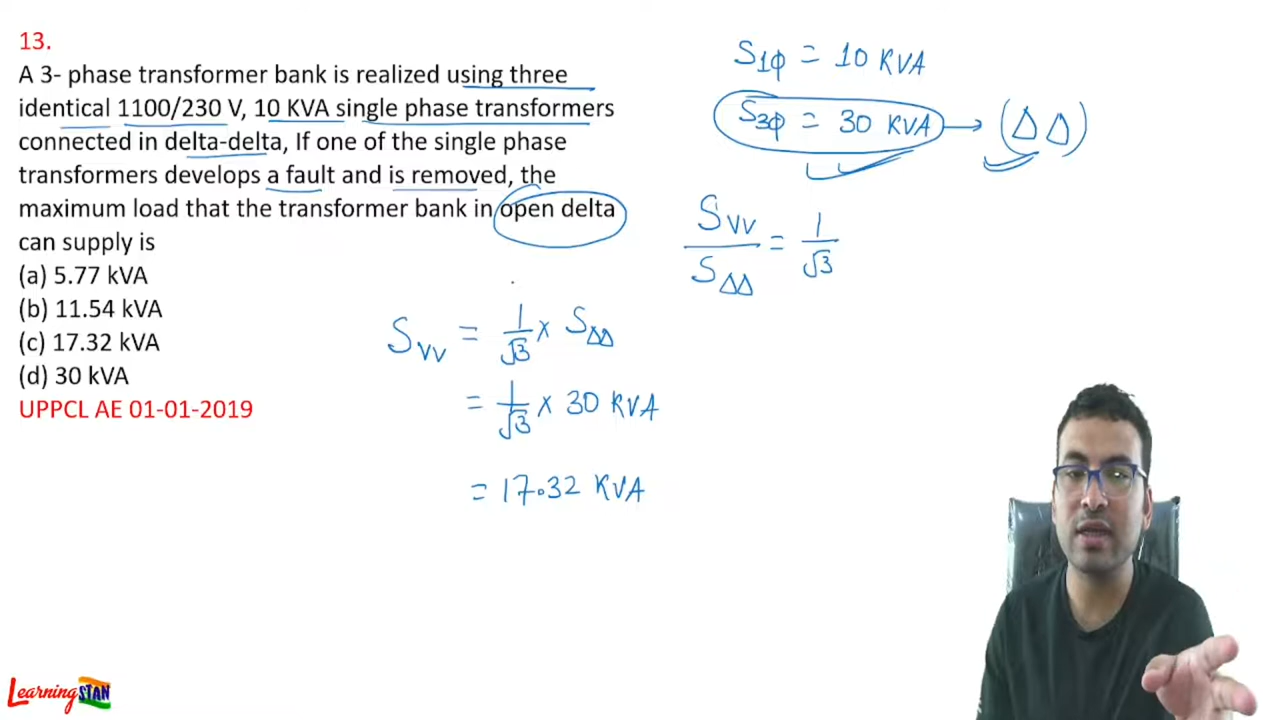 13.
A 3- phase transformer bank is realized using three
identical 1100/230 V, 10 KVA single phase transformers
connected in delta-delta, If one of the single phase
transformers develops a fault and is removed, the
maximum load that the transformer bank in open delta
can supply is
(a) 5.77 kVA
(b) 11.54 kVA
(c) 17.32 kVA
(d) 30 kVA
UPPCL AE 01-01-2019
S1ϕ = 10 KVA
S3ϕ = 30 KVA → (Δ Δ)
SVV / SΔΔ = 1/√3
SVV = 1/√3 × SΔΔ
= 1/√3 × 30 KVA
= 17.32 KVA
LearningSTAN